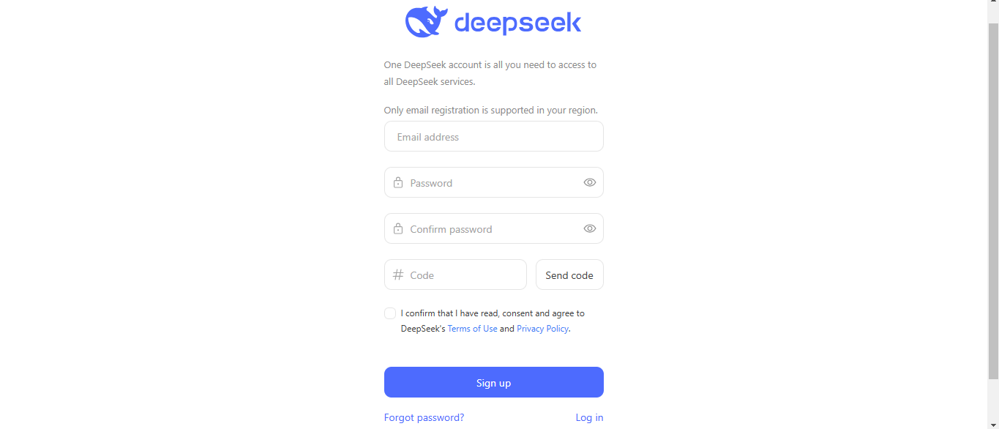 deepseek
One DeepSeek account is all you need to access to
all DeepSeek services.
Only email registration is supported in your region.
Email address
Password
Confirm password
Code
Send code
I confirm that I have read, consent and agree to
DeepSeek's Terms of Use and Privacy Policy.
Sign up
Forgot password?
Log in